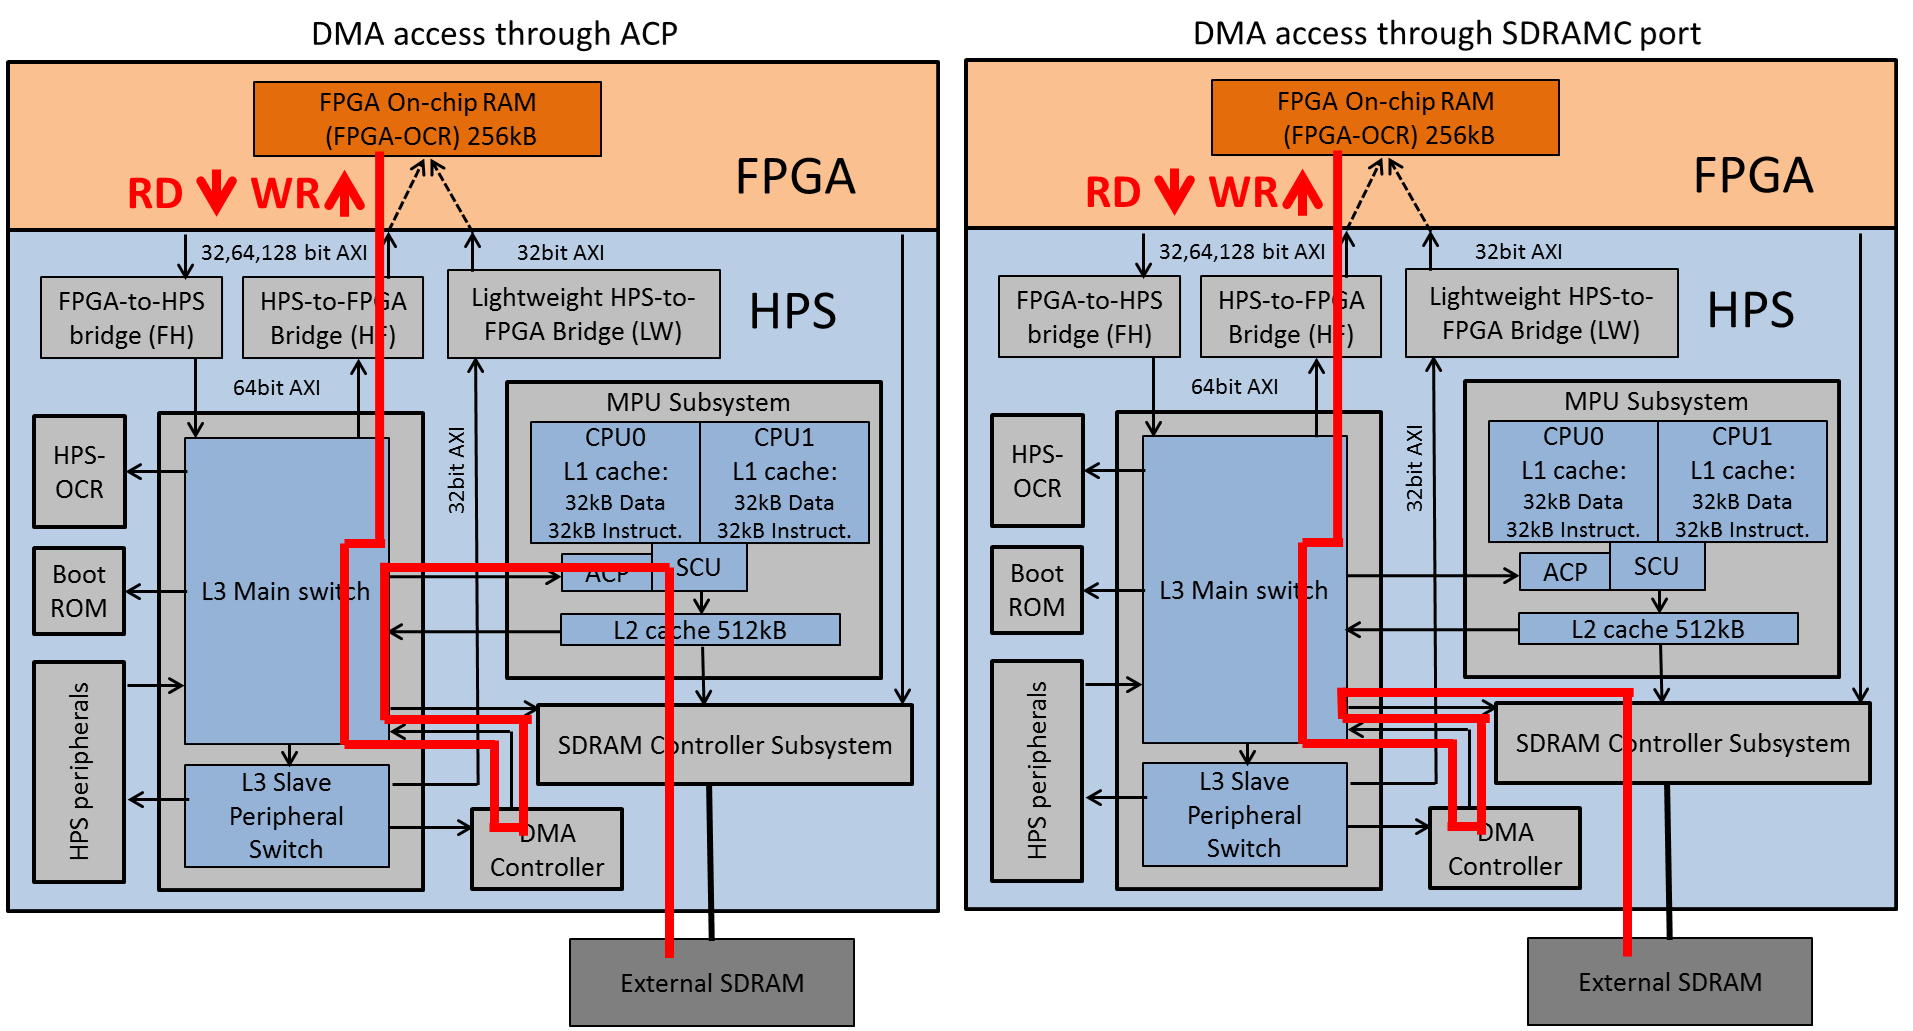 DMA access through ACP
FPGA On-chip RAM
(FPGA-OCR) 256kB
RD
WR
FPGA
32,64,128 bit AXI
32bit AXI
FPGA-to-HPS
bridge (FH)
HPS-to-FPGA
Bridge (HF)
Lightweight HPS-to-
FPGA Bridge (LW)
HPS
64bit AXI
32bit AXI
MPU Subsystem
CPU0
L1 cache:
32kB Data
32kB Instruct.
CPU1
L1 cache:
32kB Data
32kB Instruct.
HPS-
OCR
Boot
ROM
L3 Main switch
ACP
SCU
L2 cache 512kB
HPS peripherals
SDRAM Controller Subsystem
L3 Slave
Peripheral
Switch
DMA
Controller
External SDRAM
DMA access through SDRAMC port
FPGA On-chip RAM
(FPGA-OCR) 256kB
RD
WR
FPGA
32,64,128 bit AXI
32bit AXI
FPGA-to-HPS
bridge (FH)
HPS-to-FPGA
Bridge (HF)
Lightweight HPS-to-
FPGA Bridge (LW)
HPS
64bit AXI
32bit AXI
MPU Subsystem
CPU0
L1 cache:
32kB Data
32kB Instruct.
CPU1
L1 cache:
32kB Data
32kB Instruct.
HPS-
OCR
Boot
ROM
L3 Main switch
ACP
SCU
L2 cache 512kB
HPS peripherals
SDRAM Controller Subsystem
L3 Slave
Peripheral
Switch
DMA
Controller
External SDRAM